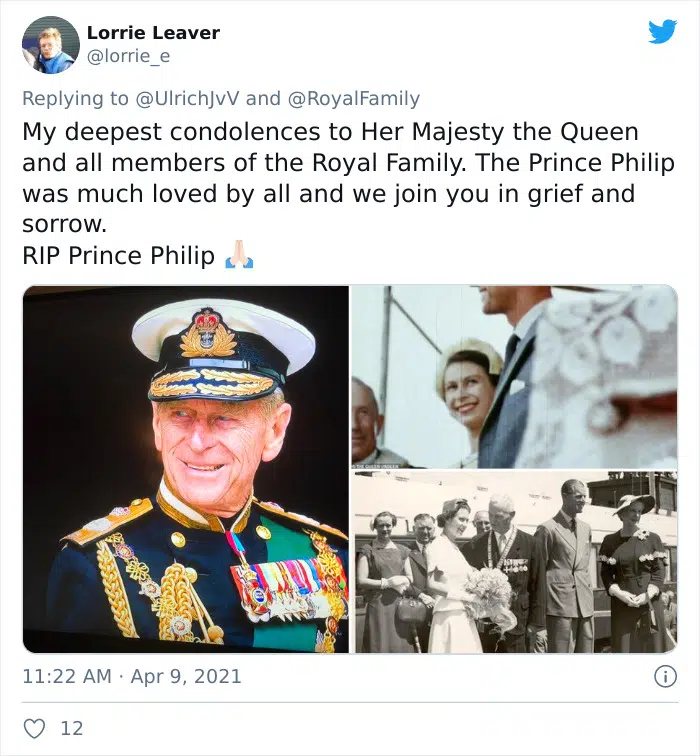 Lorrie Leaver
@lorrie_e
Replying to @UlrichJvV and @RoyalFamily
My deepest condolences to Her Majesty the Queen
and all members of the Royal Family. The Prince Philip
was much loved by all and we join you in grief and
sorrow.
RIP Prince Philip 🙏🏻
11:22 AM · Apr 9, 2021
12